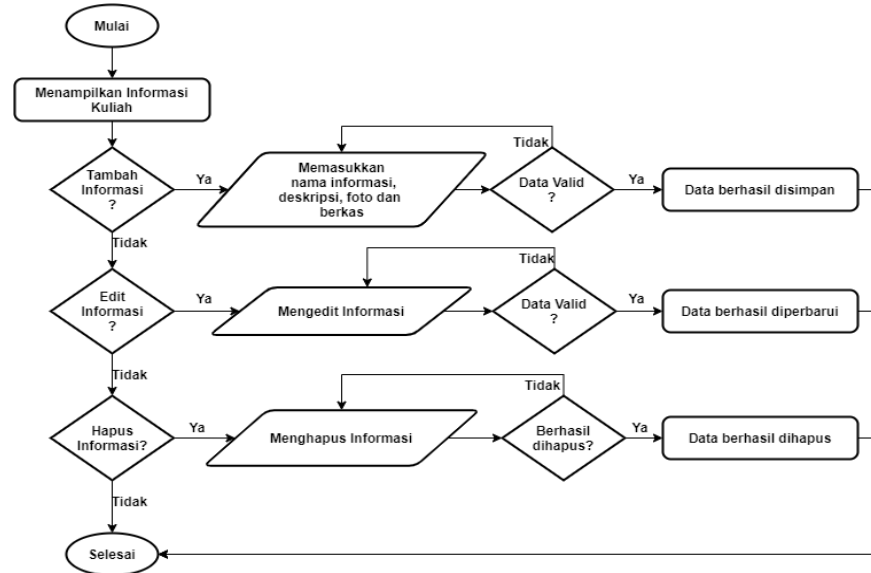 Mulai
Menampilkan Informasi
Kuliah
Tambah
Informasi
?
Ya
Memasukkan
nama informasi,
deskripsi, foto dan
berkas
Tidak
Data Valid
?
Ya
Data berhasil disimpan
Tidak
Edit
Informasi
?
Ya
Mengedit Informasi
Tidak
Data Valid
?
Ya
Data berhasil diperbarui
Tidak
Hapus
Informasi?
Ya
Menghapus Informasi
Tidak
Berhasil
dihapus?
Ya
Data berhasil dihapus
Tidak
Selesai